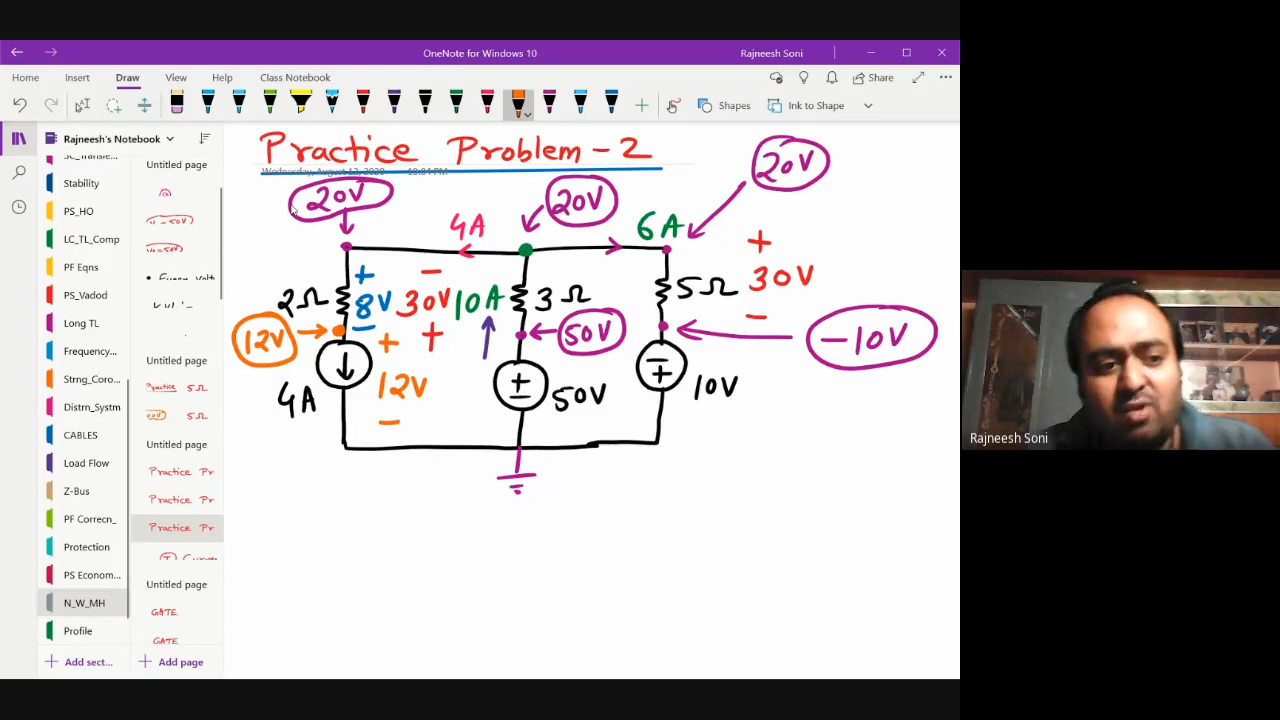 OneNote for Windows 10
Rajneesh Soni
Home Insert Draw View Help Class Notebook
Share
Shapes
Ink to Shape
Rajneesh's Notebook
Stability
PS_HO
LC_TL_Comp
PF Eqns
PS_Vadod
Long TL
Frequency...
Strng_Coro...
Distrn_Systm
CABLES
Load Flow
Z-Bus
PF Correcn_
Protection
PS Econom...
N_W_MH
Profile
Add sect...
Untitled page
Untitled page
Practice 5Ω
5Ω
Untitled page
Practice Pr
Practice Pr
Practice Pr
Untitled page
GATE
GATE
Add page
Practice Problem - 2
20V
20V
20V
4A
6A
+
- 
+
2Ω
8V
30V
10A
3Ω
5Ω
30V
-
+
-
12V
50V
-10V
+
4A
12V
-
+
-
50V
-
+
10V
Rajneesh Soni